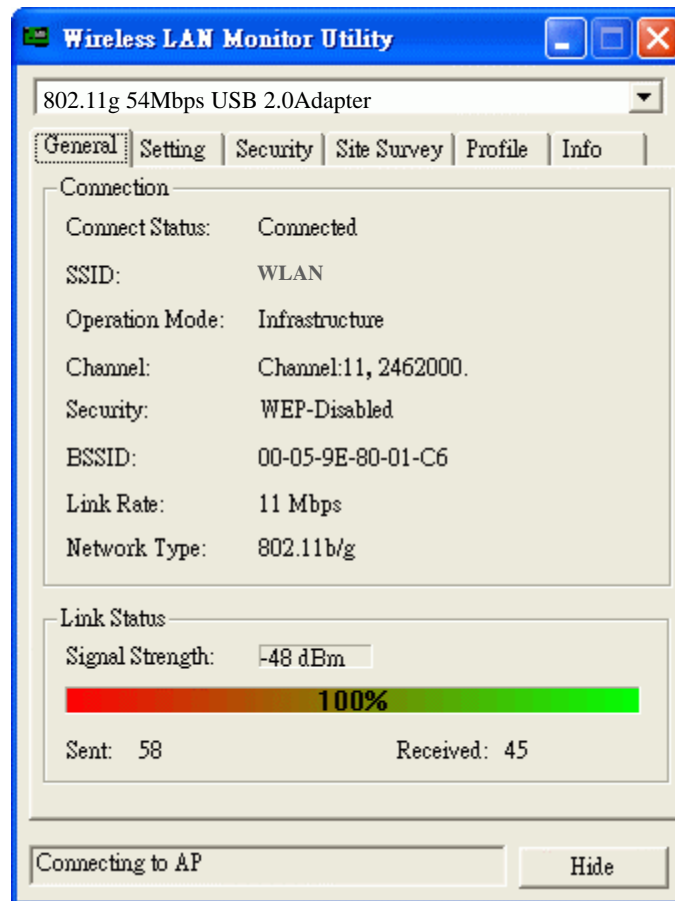 Wireless LAN Monitor Utility
802.11g 54Mbps USB 2.0Adapter
General Setting Security Site Survey Profile Info
Connection
Connect Status: Connected
SSID: WLAN
Operation Mode: Infrastructure
Channel: Channel:11, 2462000.
Security: WEP-Disabled
BSSID: 00-05-9E-80-01-C6
Link Rate: 11 Mbps
Network Type: 802.11b/g
Link Status
Signal Strength: -48 dBm
100%
Sent: 58 Received: 45
Connecting to AP Hide